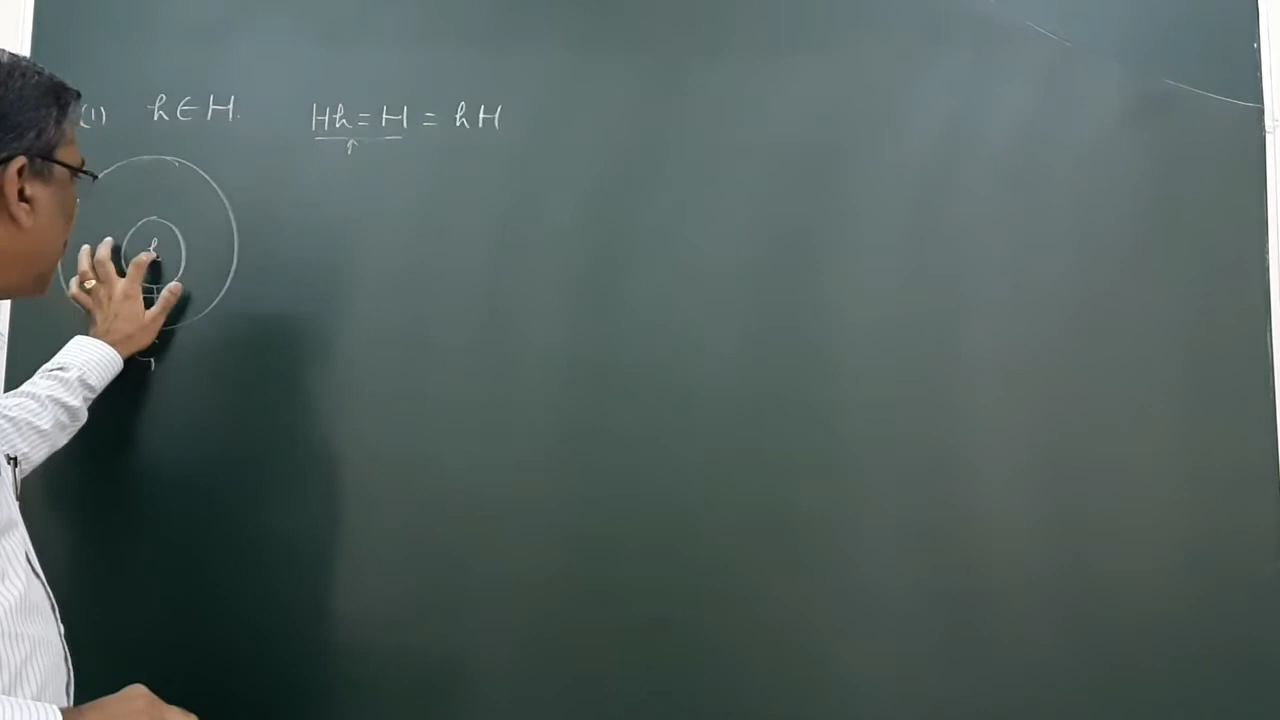 (1) h ∈ H. Hh = H = hH
h
H